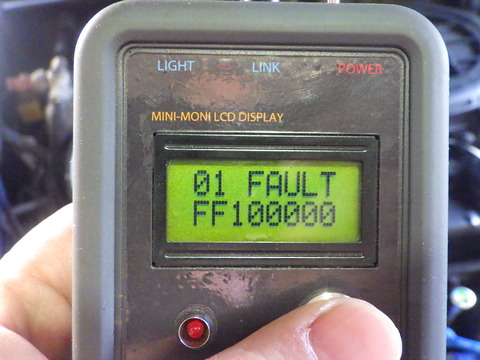 LIGHT LINK POWER
MINI-MONI LCD DISPLAY
01 FAULT
FF100000